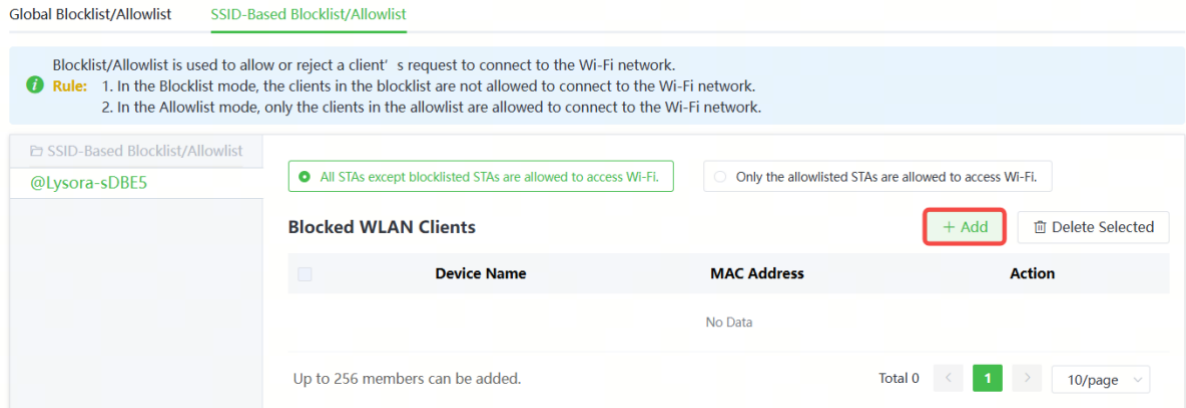 Global Blocklist/Allowlist SSID-Based Blocklist/Allowlist
Blocklist/Allowlist is used to allow or reject a client's request to connect to the Wi-Fi network.
Rule: 1. In the Blocklist mode, the clients in the blocklist are not allowed to connect to the Wi-Fi network.
2. In the Allowlist mode, only the clients in the allowlist are allowed to connect to the Wi-Fi network.
SSID-Based Blocklist/Allowlist
@Lysora-sDBE5
All STAs except blocklisted STAs are allowed to access Wi-Fi. Only the allowlisted STAs are allowed to access Wi-Fi.
Blocked WLAN Clients + Add Delete Selected
Device Name MAC Address Action
No Data
Up to 256 members can be added. Total 0 < 1 > 10/page